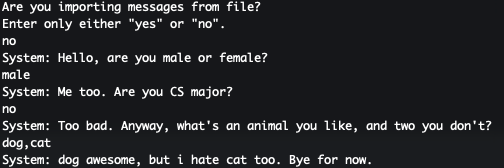 Are you importing messages from file?
Enter only either "yes" or "no".
no
System: Hello, are you male or female?
male
System: Me too. Are you CS major?
no
System: Too bad. Anyway, what's an animal you like, and two you don't?
dog,cat
System: dog awesome, but i hate cat too. Bye for now.